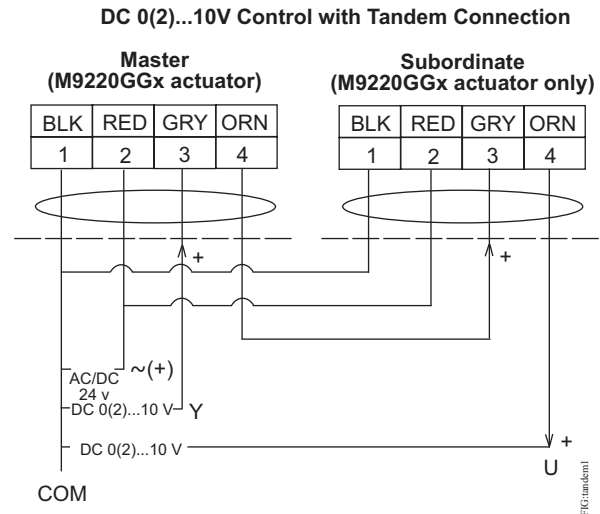 DC 0(2)...10V Control with Tandem Connection
Master
(M9220GGx actuator)
Subordinate
(M9220GGx actuator only)
BLK RED GRY ORN
1 2 3 4
BLK RED GRY ORN
1 2 3 4
+
+
AC/DC ~(+)
24 v
DC 0(2)...10 V Y
DC 0(2)...10 V
+
U
COM
FIG:tandem1